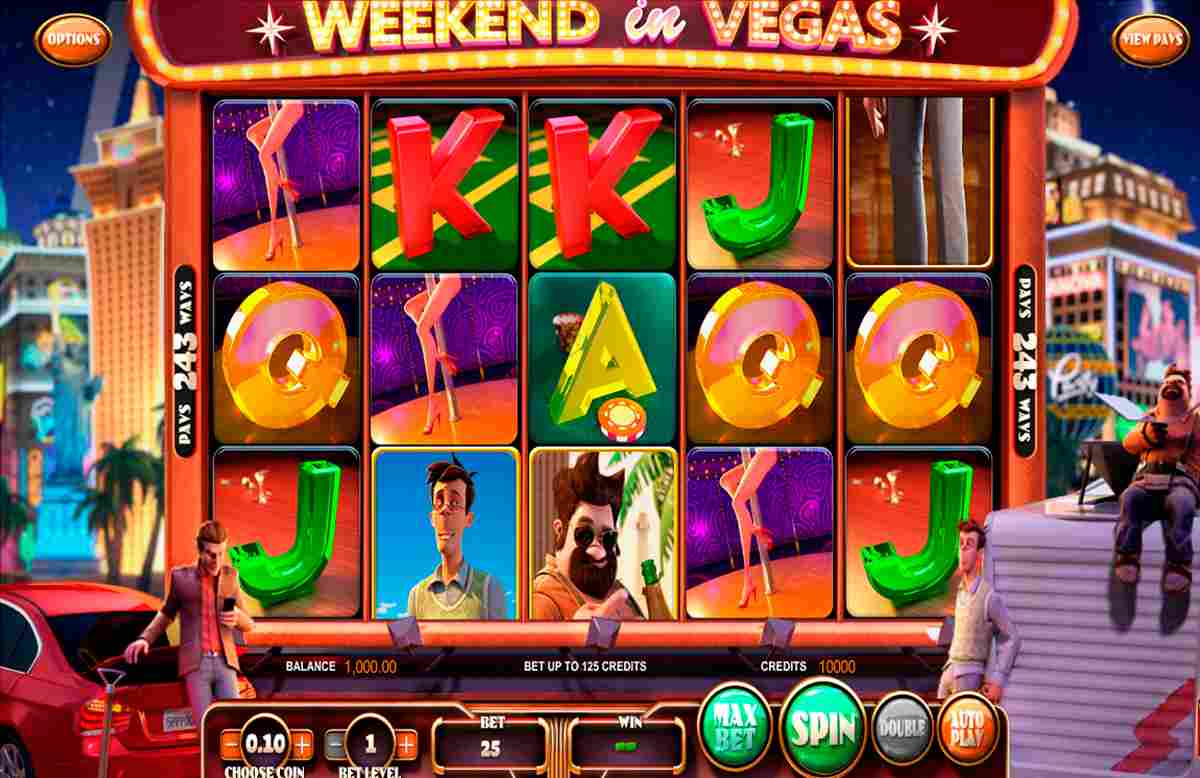 OPTIONS
WEEKEND in VEGAS
VIEW PAYS
K
K
J
PAYS 243 WAYS
Q
A
Q
Q
PAYS 243 WAYS
J
J
BALANCE 1,000.00
BET UP TO 125 CREDITS
CREDITS 10000
0.10
CHOOSE COIN
1
BET LEVEL
BET
25
WIN
MAX BET
SPIN
DOUBLE
AUTO PLAY